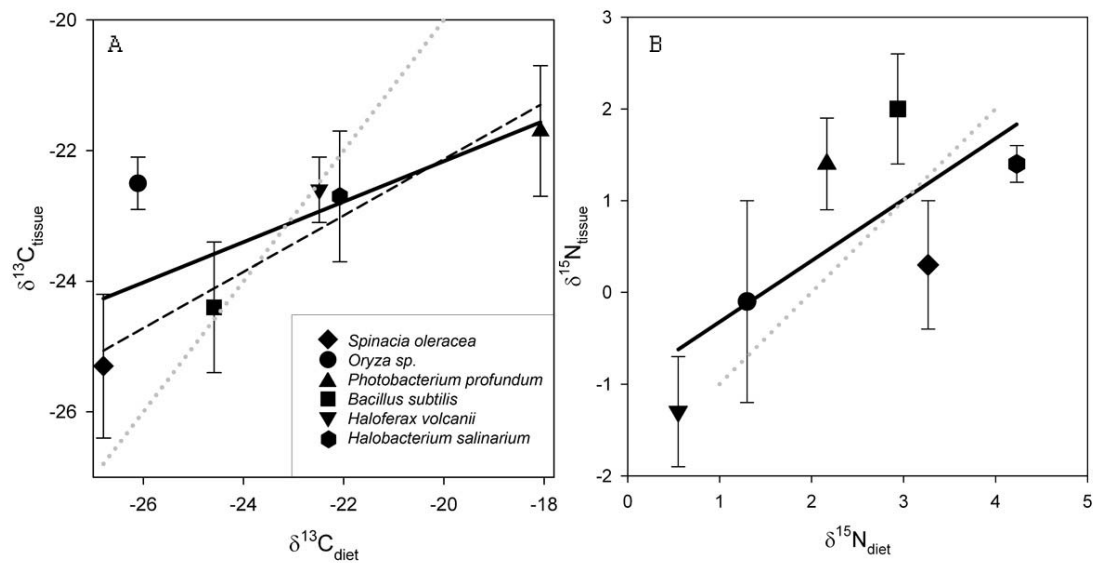 A
-20
-22
-24
-26
δ13Ctissue
-26
-24
-22
-20
-18
δ13Cdiet
Spinacia oleracea
Oryza sp.
Photobacterium profundum
Bacillus subtilis
Haloferax volcanii
Halobacterium salinarium
B
3
2
1
0
-1
-2
δ15Ntissue
0
1
2
3
4
5
δ15Ndiet